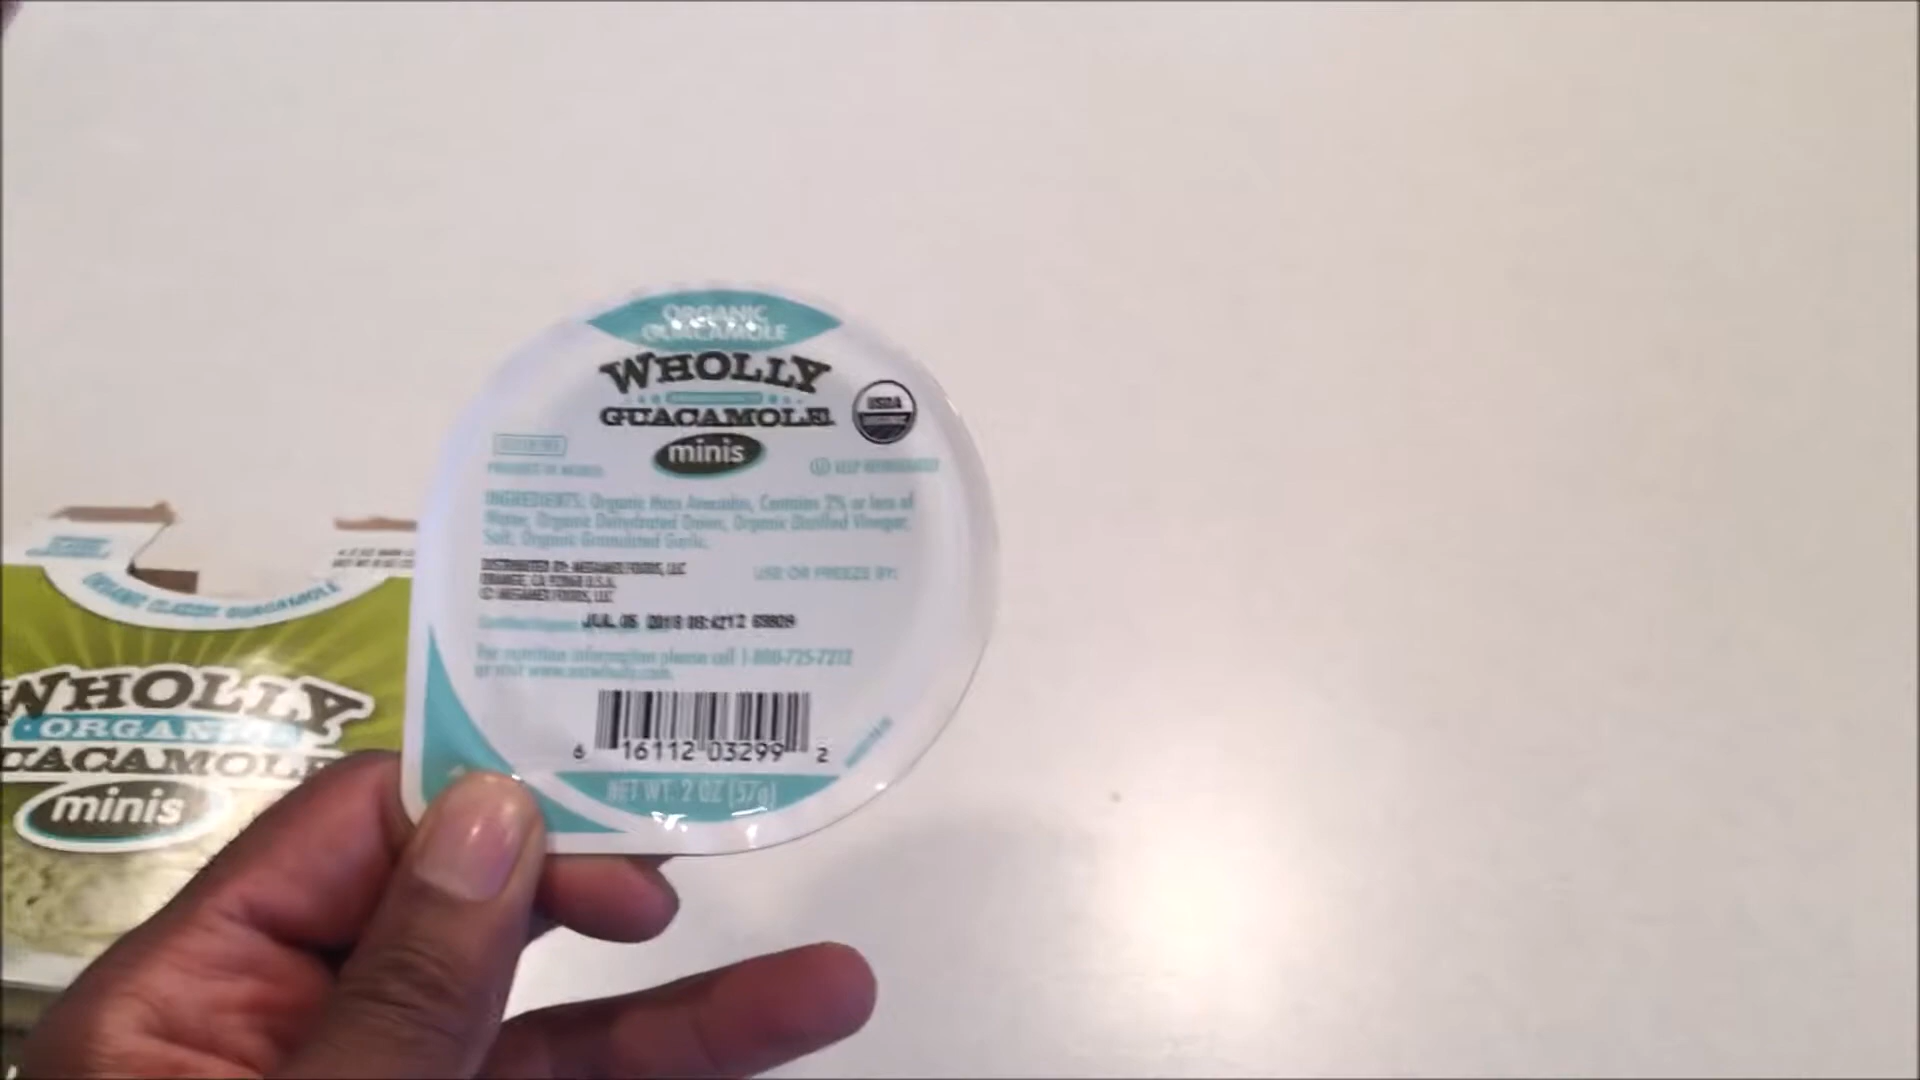 ORGANIC
GUACAMOLE
WHOLLY
GUACAMOLE
minis
USDA
ORGANIC
PRODUCT OF MEXICO
KEEP REFRIGERATED
INGREDIENTS: Organic Hass Avocados, Contains 2% or less of
Water, Organic Dehydrated Onion, Organic Distilled Vinegar,
Salt, Organic Granulated Garlic.
DISTRIBUTED BY: MEGAMEX FOODS, LLC
ORANGE, CA 92868 U.S.A.
© MEGAMEX FOODS, LLC
USE OR FREEZE BY:
JUL 05 2018
For nutrition information please call 1-800-725-7212
or visit www.eatwholly.com
6 16112 03299 2
NET WT. 2 OZ (57g)
ORGANIC CLASSIC GUACAMOLE
WHOLLY
ORGANIC
UACAMOLE
minis